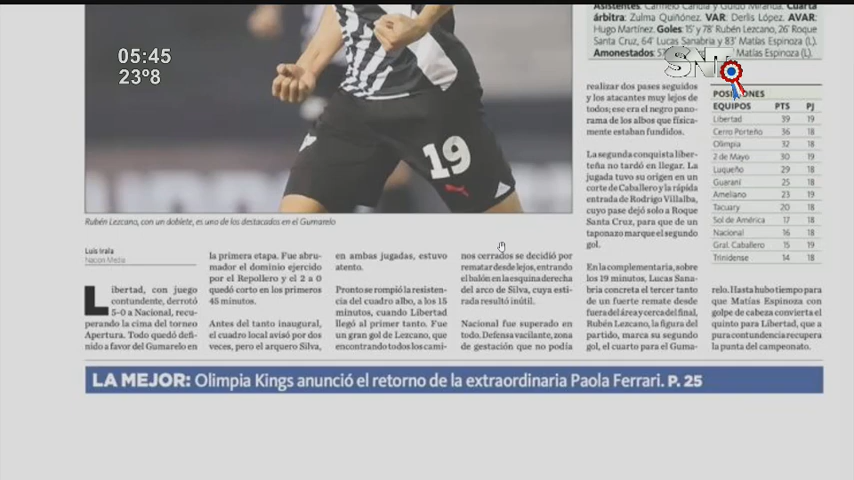 05:45
23°8
SNT
19
Asistentes: Carmelo Candia y Guido Miranda. Cuarta
árbitra: Zulma Quiñónez. VAR: Derlis López. AVAR:
Hugo Martínez. Goles: 15' y 78' Rubén Lezcano, 26' Roque
Santa Cruz, 64' Lucas Sanabria y 83' Matías Espinoza (L).
Amonestados: Matías Espinoza (L).
Rubén Lezcano, con un doblete, es uno de los destacados en el Gumarelo
Luis Irala
Nación Media
Libertad, con juego
contundente, derrotó
5-0 a Nacional, recu-
perando la cima del torneo
Apertura. Todo quedó defi-
nido a favor del Gumarelo en
la primera etapa. Fue abru-
mador el dominio ejercido
por el Repollero y el 2 a 0
quedó corto en los primeros
45 minutos.
Antes del tanto inaugural,
el cuadro local avisó por dos
veces, pero el arquero Silva,
en ambas jugadas, estuvo
atento.
Pronto se rompió la resisten-
cia del cuadro albo, a los 15
minutos, cuando Libertad
llegó al primer tanto. Fue
un gran gol de Lezcano, que
encontrando todos los cami-
nos cerrados se decidió por
rematar desde lejos, entrando
el balón en la esquina derecha
del arco de Silva, cuya esti-
rada resultó inútil.
Nacional fue superado en
todo. Defensa vacilante, zona
de gestación que no podía
realizar dos pases seguidos
y los atacantes muy lejos de
todos; ese era el negro pano-
rama de los albos que física-
mente estaban fundidos.
La segunda conquista liber-
teña no tardó en llegar. La
jugada tuvo su origen en un
corte de Caballero y la rápida
entrada de Rodrigo Villalba,
cuyo pase dejó solo a Roque
Santa Cruz, para que de un
taponazo marque el segundo
gol.
En la complementaria, sobre
los 19 minutos, Lucas Sana-
bria concreta el tercer tanto
de un fuerte remate desde
fuera del área y cerca del final,
Rubén Lezcano, la figura del
partido, marca su segundo
gol, el cuarto para el Guma-
relo. Hasta hubo tiempo para
que Matías Espinoza con
golpe de cabeza convierta el
quinto para Libertad, que a
pura contundencia recupera
la punta del campeonato.
POSICIONES
EQUIPOS PTS PJ
Libertad 39 19
Cerro Porteño 36 18
Olimpia 32 18
2 de Mayo 30 19
Luqueño 29 18
Guaraní 25 18
Ameliano 23 19
Tacuary 20 18
Sol de América 17 18
Nacional 16 18
Gral. Caballero 15 19
Trinidense 14 18
LA MEJOR: Olimpia Kings anunció el retorno de la extraordinaria Paola Ferrari. P. 25